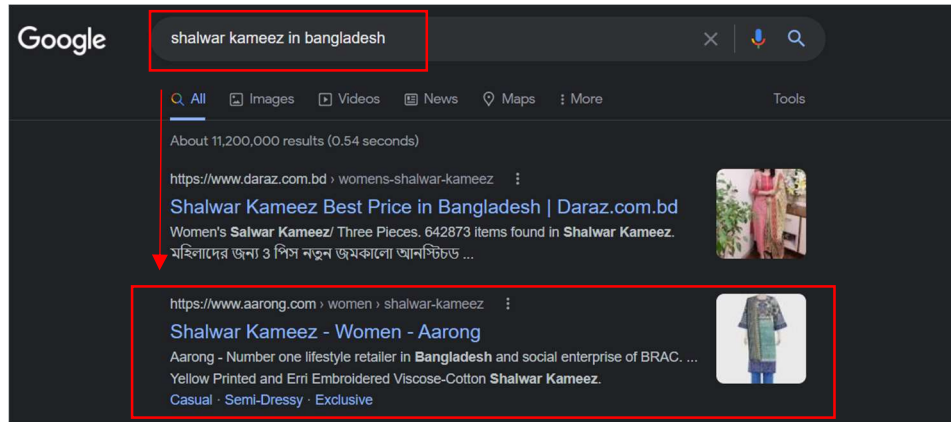 Google
shalwar kameez in bangladesh
All Images Videos News Maps More Tools
About 11,200,000 results (0.54 seconds)
https://www.daraz.com.bd › womens-shalwar-kameez
Shalwar Kameez Best Price in Bangladesh | Daraz.com.bd
Women's Salwar Kameez/ Three Pieces. 642873 items found in Shalwar Kameez.
মহিলাদের জন্য 3 পিস নতুন জমকালো আনস্টিচড ...
https://www.aarong.com › women › shalwar-kameez
Shalwar Kameez - Women - Aarong
Aarong - Number one lifestyle retailer in Bangladesh and social enterprise of BRAC. ...
Yellow Printed and Erri Embroidered Viscose-Cotton Shalwar Kameez.
Casual · Semi-Dressy · Exclusive